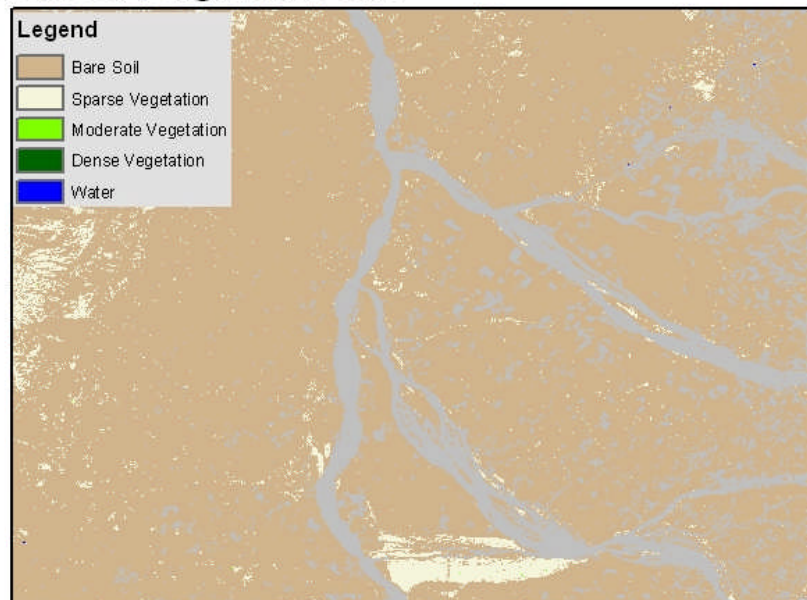 Legend
Bare Soil
Sparse Vegetation
Moderate Vegetation
Dense Vegetation
Water